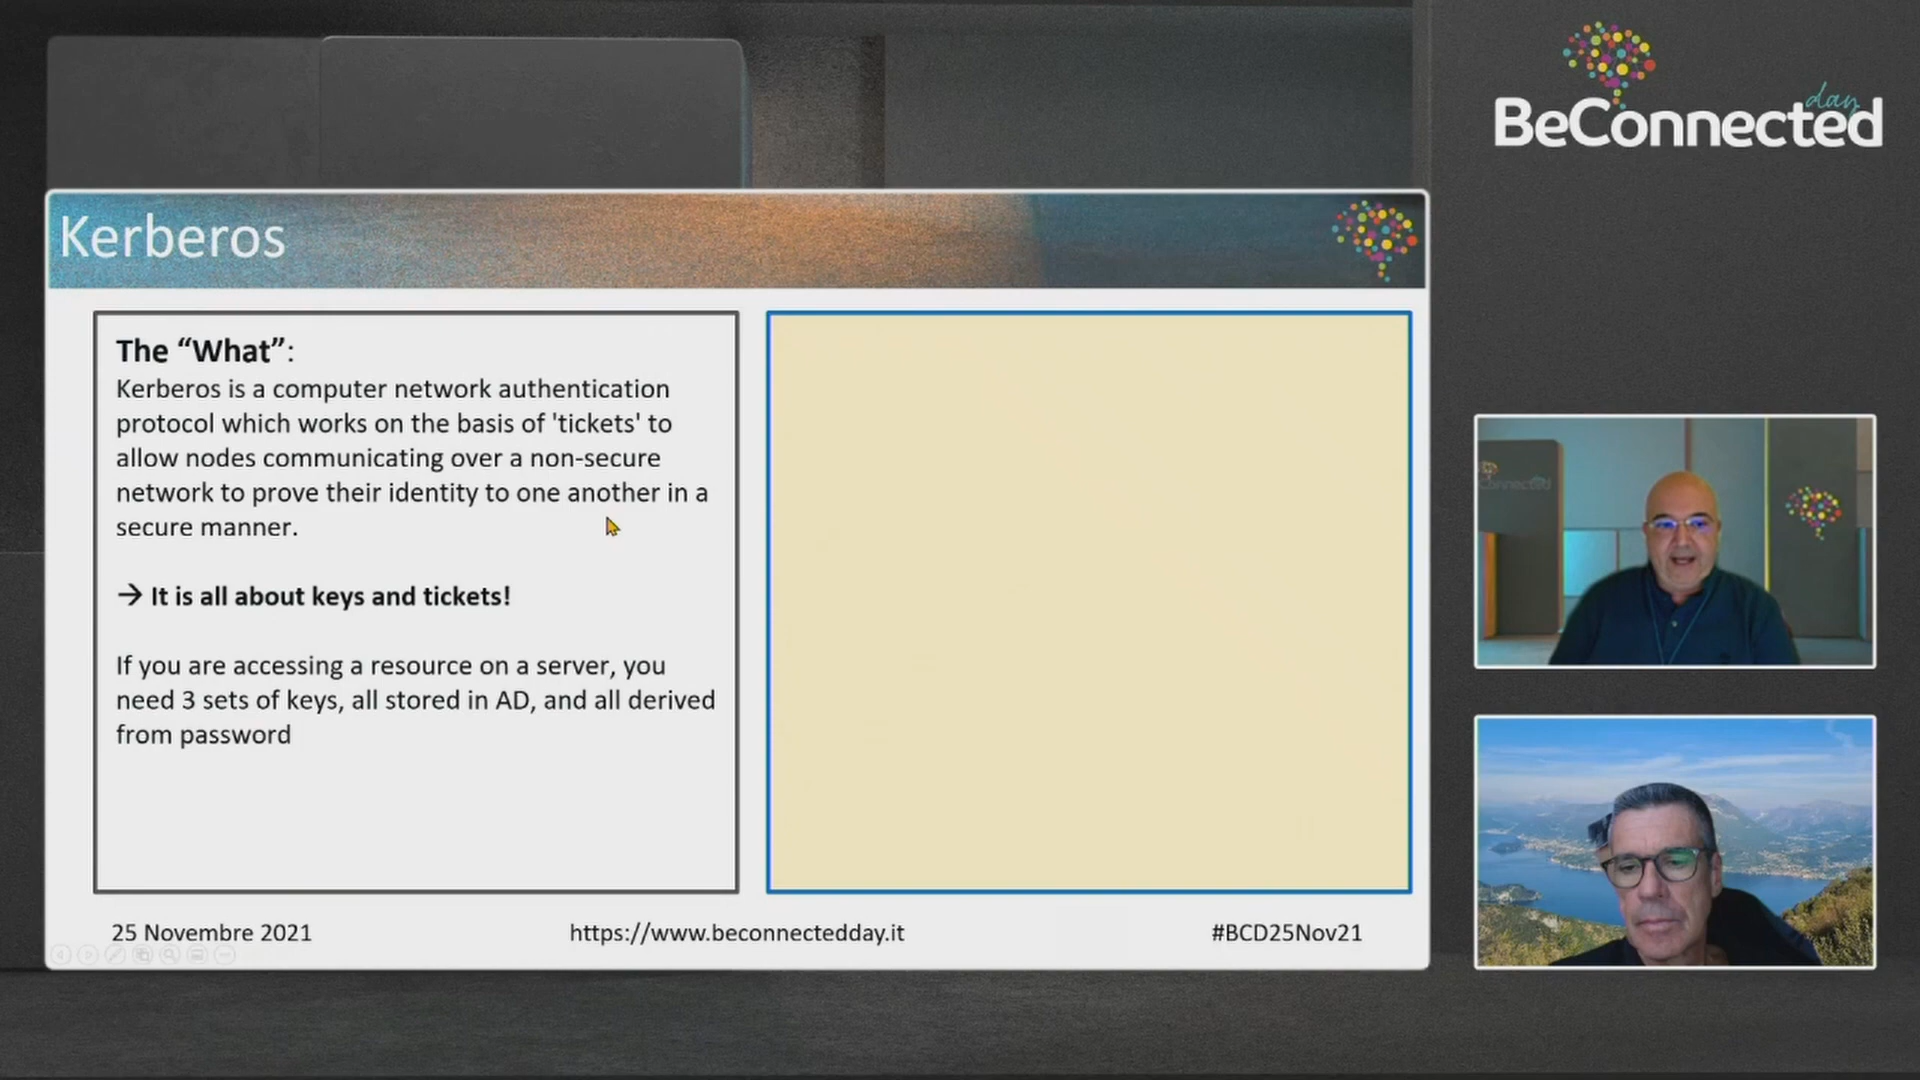 day
BeConnected
Kerberos
The “What”:
Kerberos is a computer network authentication
protocol which works on the basis of 'tickets' to
allow nodes communicating over a non-secure
network to prove their identity to one another in a
secure manner.
→ It is all about keys and tickets!
If you are accessing a resource on a server, you
need 3 sets of keys, all stored in AD, and all derived
from password
25 Novembre 2021
https://www.beconnectedday.it
#BCD25Nov21
Connected